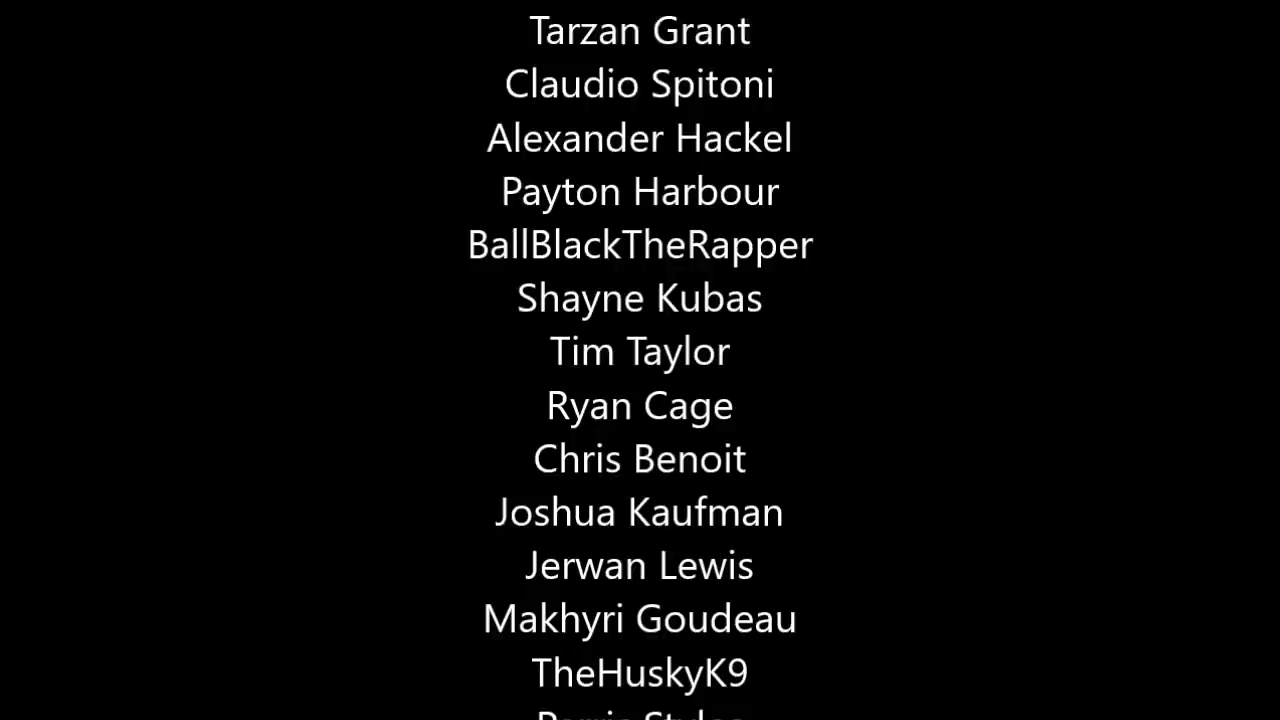 Tarzan Grant
Claudio Spitoni
Alexander Hackel
Payton Harbour
BallBlackTheRapper
Shayne Kubas
Tim Taylor
Ryan Cage
Chris Benoit
Joshua Kaufman
Jerwan Lewis
Makhyri Goudeau
TheHuskyK9